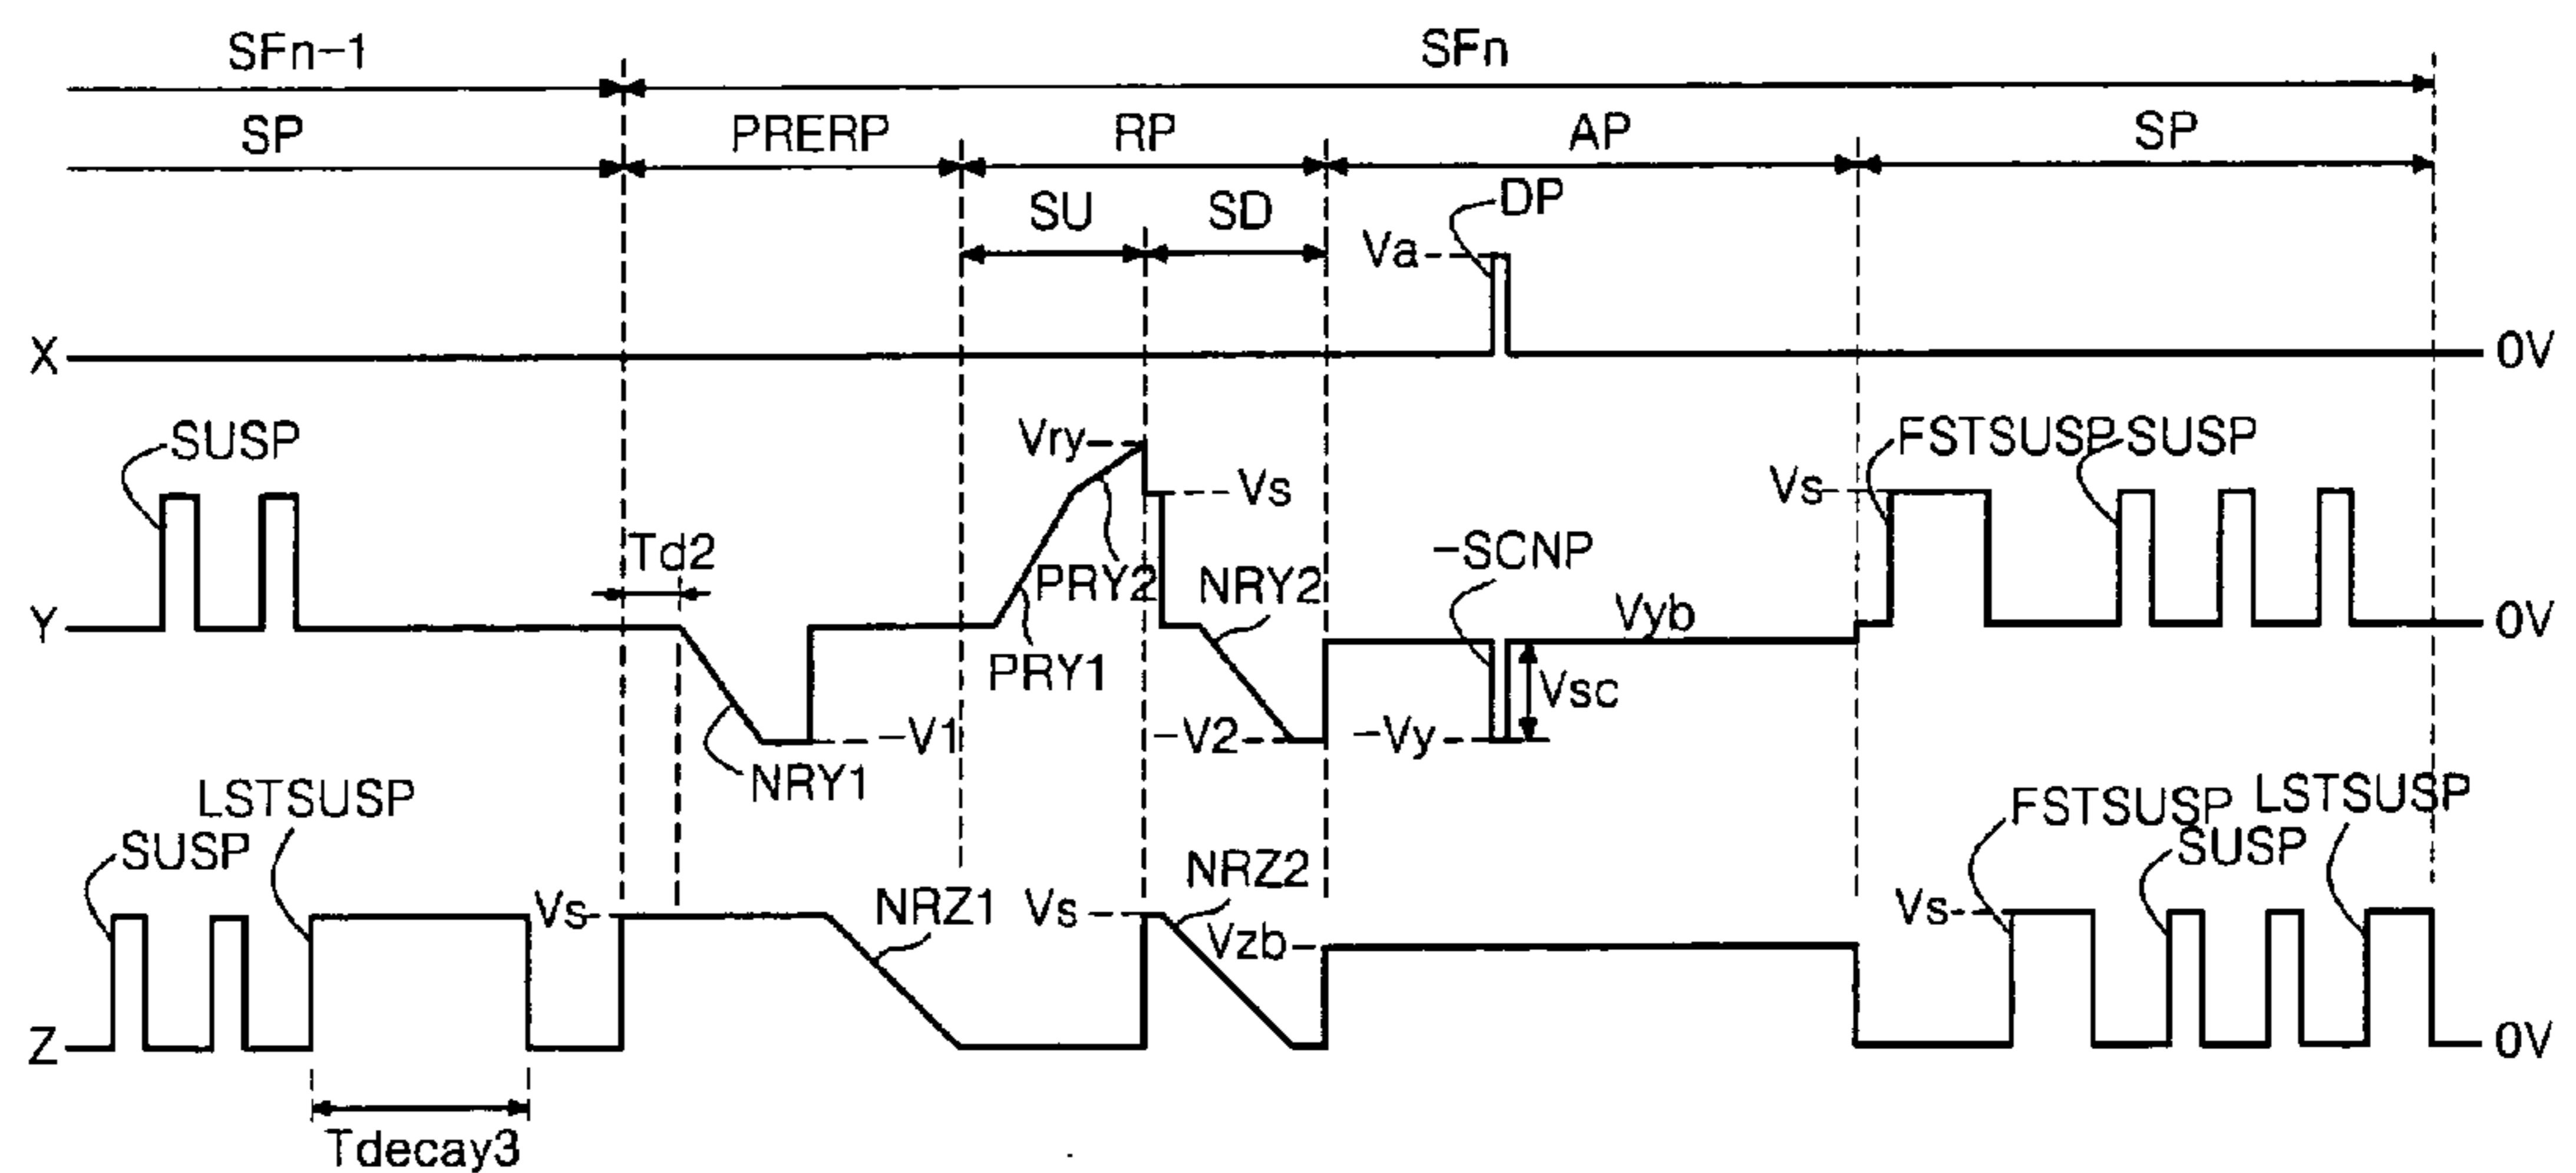 SFn-1 SFn
SP PRERP RP AP SP
SU SD DP
Va
X 0V
SUSP Vry FSTSUSP SUSP
Vs Vs
Td2 -SCNP
PRY2 NRY2
Y Vyb 0V
PRY1 Vsc
-V1 -V2 -Vy
NRY1
LSTSUSP FSTSUSP LSTSUSP
SUSP NRZ2 SUSP
Vs NRZ1 Vs Vs
Vzb
Z 0V
Tdecay3